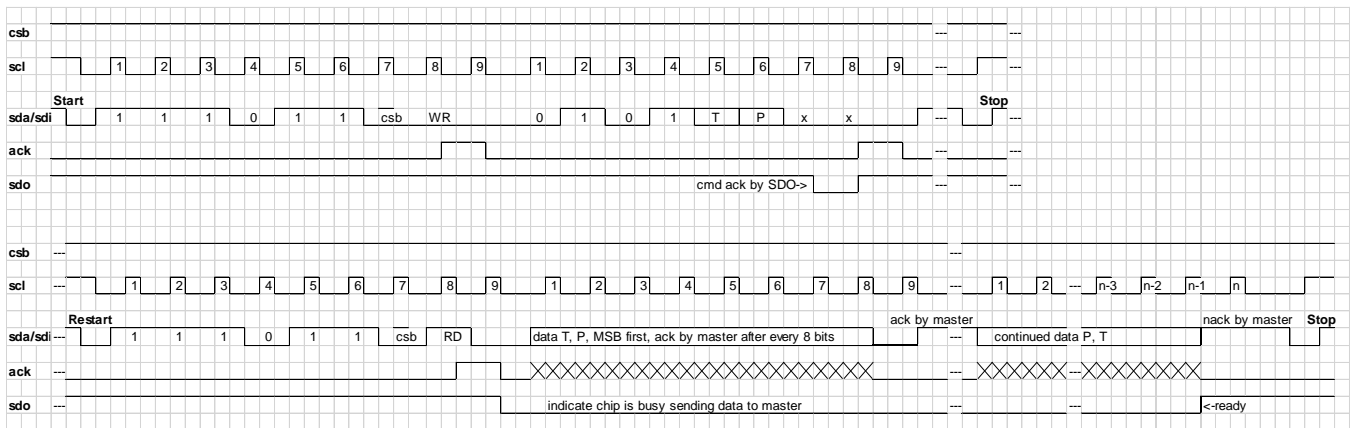 csb --- ---
scl 1 2 3 4 5 6 7 8 9 1 2 3 4 5 6 7 8 9 --- ---
Start Stop
sda/sdi 1 1 1 0 1 1 csb WR 0 1 0 1 T P x x --- ---
ack --- ---
sdo cmd ack by SDO-> --- ---
csb --- ---
scl --- 1 2 3 4 5 6 7 8 9 1 2 3 4 5 6 7 8 9 --- 1 2 --- n-3 n-2 n-1 n
Restart ack by master nack by master Stop
sda/sdi --- 1 1 1 0 1 1 csb RD data T, P, MSB first, ack by master after every 8 bits --- continued data P, T
ack --- --- ---
sdo --- indicate chip is busy sending data to master --- --- <-ready